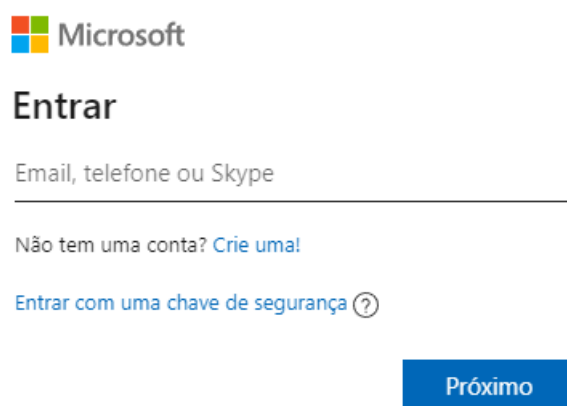 Microsoft
Entrar
Email, telefone ou Skype
Não tem uma conta? Crie uma!
Entrar com uma chave de segurança ?
Próximo